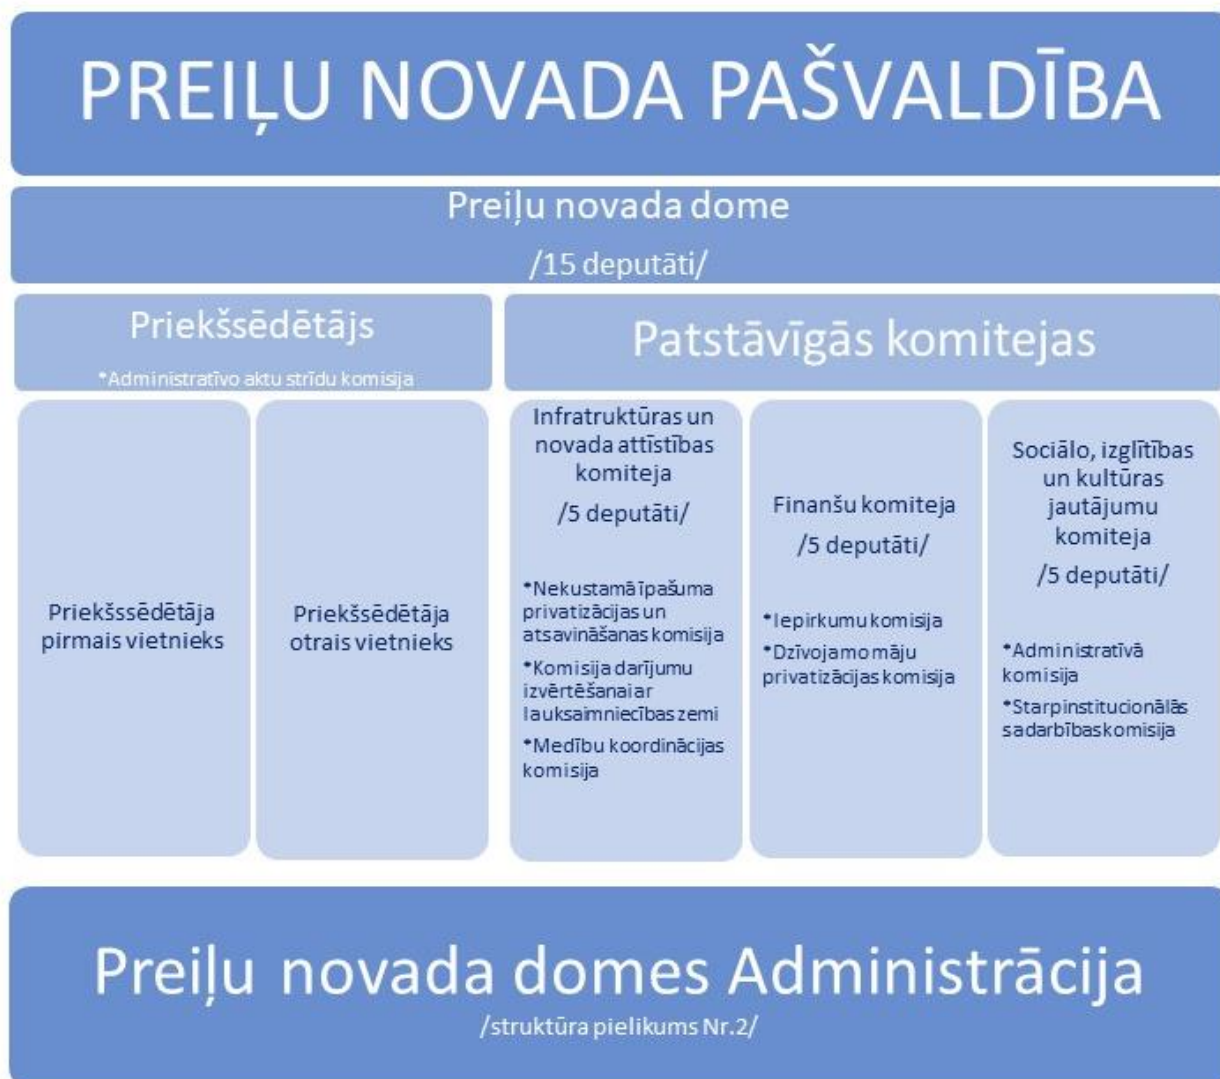 PREIĻU NOVADA PAŠVALDĪBA
Preiļu novada dome
/15 deputāti/
Priekšsēdētājs
*Administratīvo aktu strīdu komisija
Priekšssēdētāja
pirmais vietnieks
Priekšsēdētāja
otrais vietnieks
Patstāvīgās komitejas
Infratruktūras un
novada attīstības
komiteja
/5 deputāti/
*Nekustamā īpašuma
privatizācijas un
atsavināšanas komisija
*Komisija darījumu
izvērtēšanai ar
lauksaimniecības zemi
*Medību koordinācijas
komisija
Finanšu komiteja
/5 deputāti/
*Iepirkumu komisija
*Dzīvojamo māju
privatizācijas komisija
Sociālo, izglītības
un kultūras
jautājumu
komiteja
/5 deputāti/
*Administratīvā
komisija
*Starpinstitucionālās
sadarbības komisija
Preiļu novada domes Administrācija
/struktūra pielikums Nr.2/